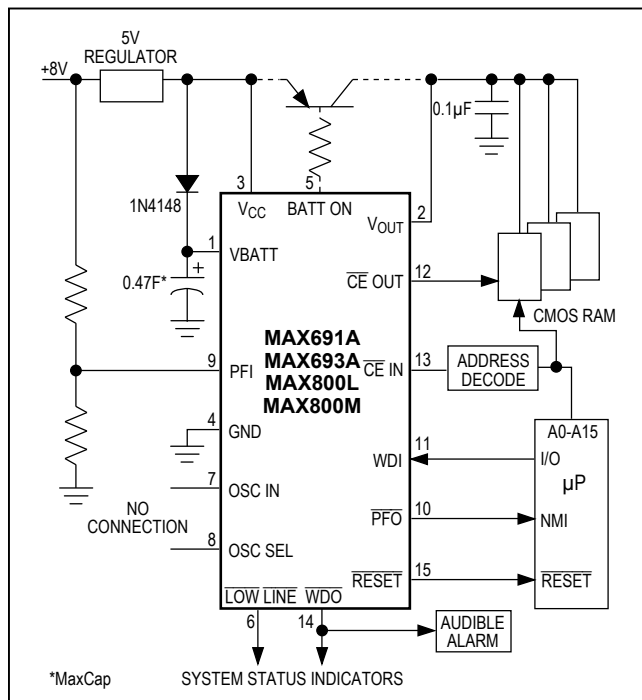 5V
REGULATOR
+8V
0.1µF
3
5
1N4148
VCC
BATT ON
2
VOUT
1
VBATT
0.47F*
+
12
CE OUT
CMOS RAM
MAX691A
MAX693A
MAX800L
MAX800M
9
PFI
13
CE IN
ADDRESS
DECODE
4
GND
A0-A15
11
WDI
I/O
µP
7
OSC IN
NO
CONNECTION
10
PFO
NMI
8
OSC SEL
15
RESET
RESET
LOW LINE
WDO
6
14
AUDIBLE
ALARM
*MaxCap
SYSTEM STATUS INDICATORS